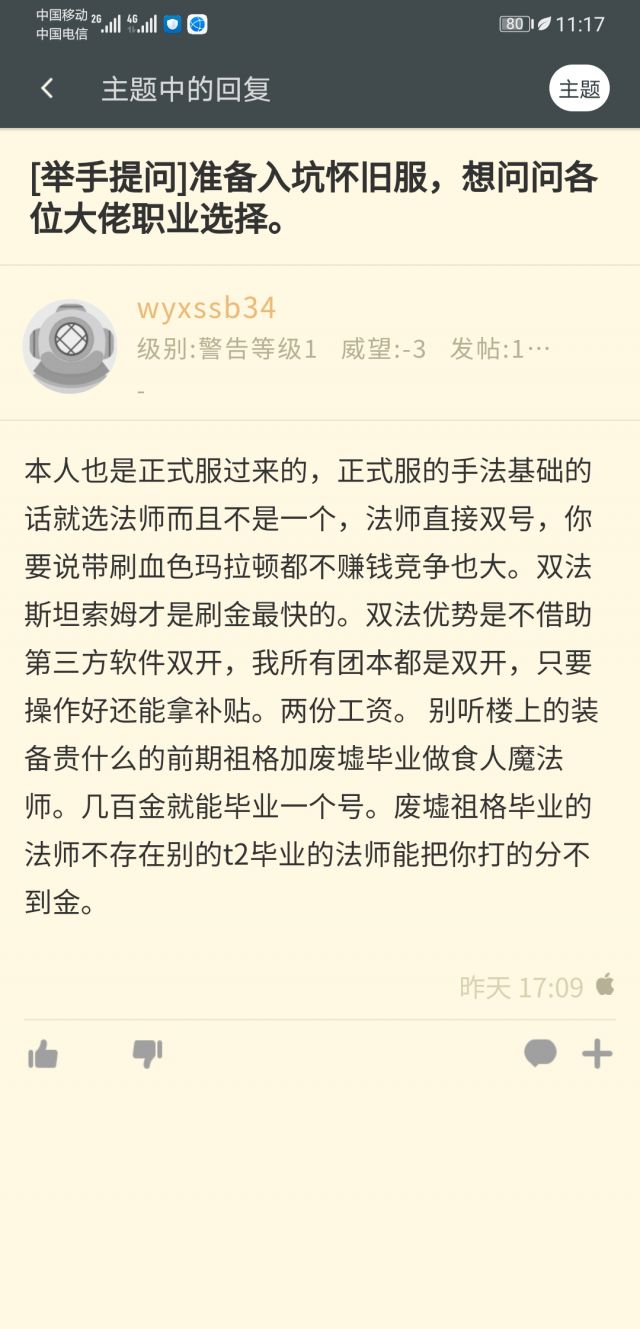 中国移动 2G 4G 80 11:17
中国电信
主题中的回复 主题
[举手提问]准备入坑怀旧服，想问问各
位大佬职业选择。
wyxssb34
级别:警告等级1 威望:-3 发帖:1…
-
本人也是正式服过来的，正式服的手法基础的
话就选法师而且不是一个，法师直接双号，你
要说带刷血色玛拉顿都不赚钱竞争也大。双法
斯坦索姆才是刷金最快的。双法优势是不借助
第三方软件双开，我所有团本都是双开，只要
操作好还能拿补贴。两份工资。 别听楼上的装
备贵什么的前期祖格加废墟毕业做食人魔法
师。几百金就能毕业一个号。废墟祖格毕业的
法师不存在别的t2毕业的法师能把你打的分不
到金。
昨天 17:09